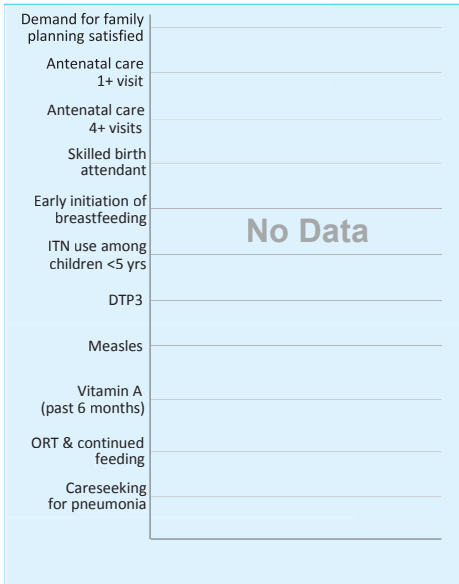 Demand for family
planning satisfied
Antenatal care
1+ visit
Antenatal care
4+ visits
Skilled birth
attendant
Early initiation of
breastfeeding
No Data
ITN use among
children <5 yrs
DTP3
Measles
Vitamin A
(past 6 months)
ORT & continued
feeding
Careseeking
for pneumonia